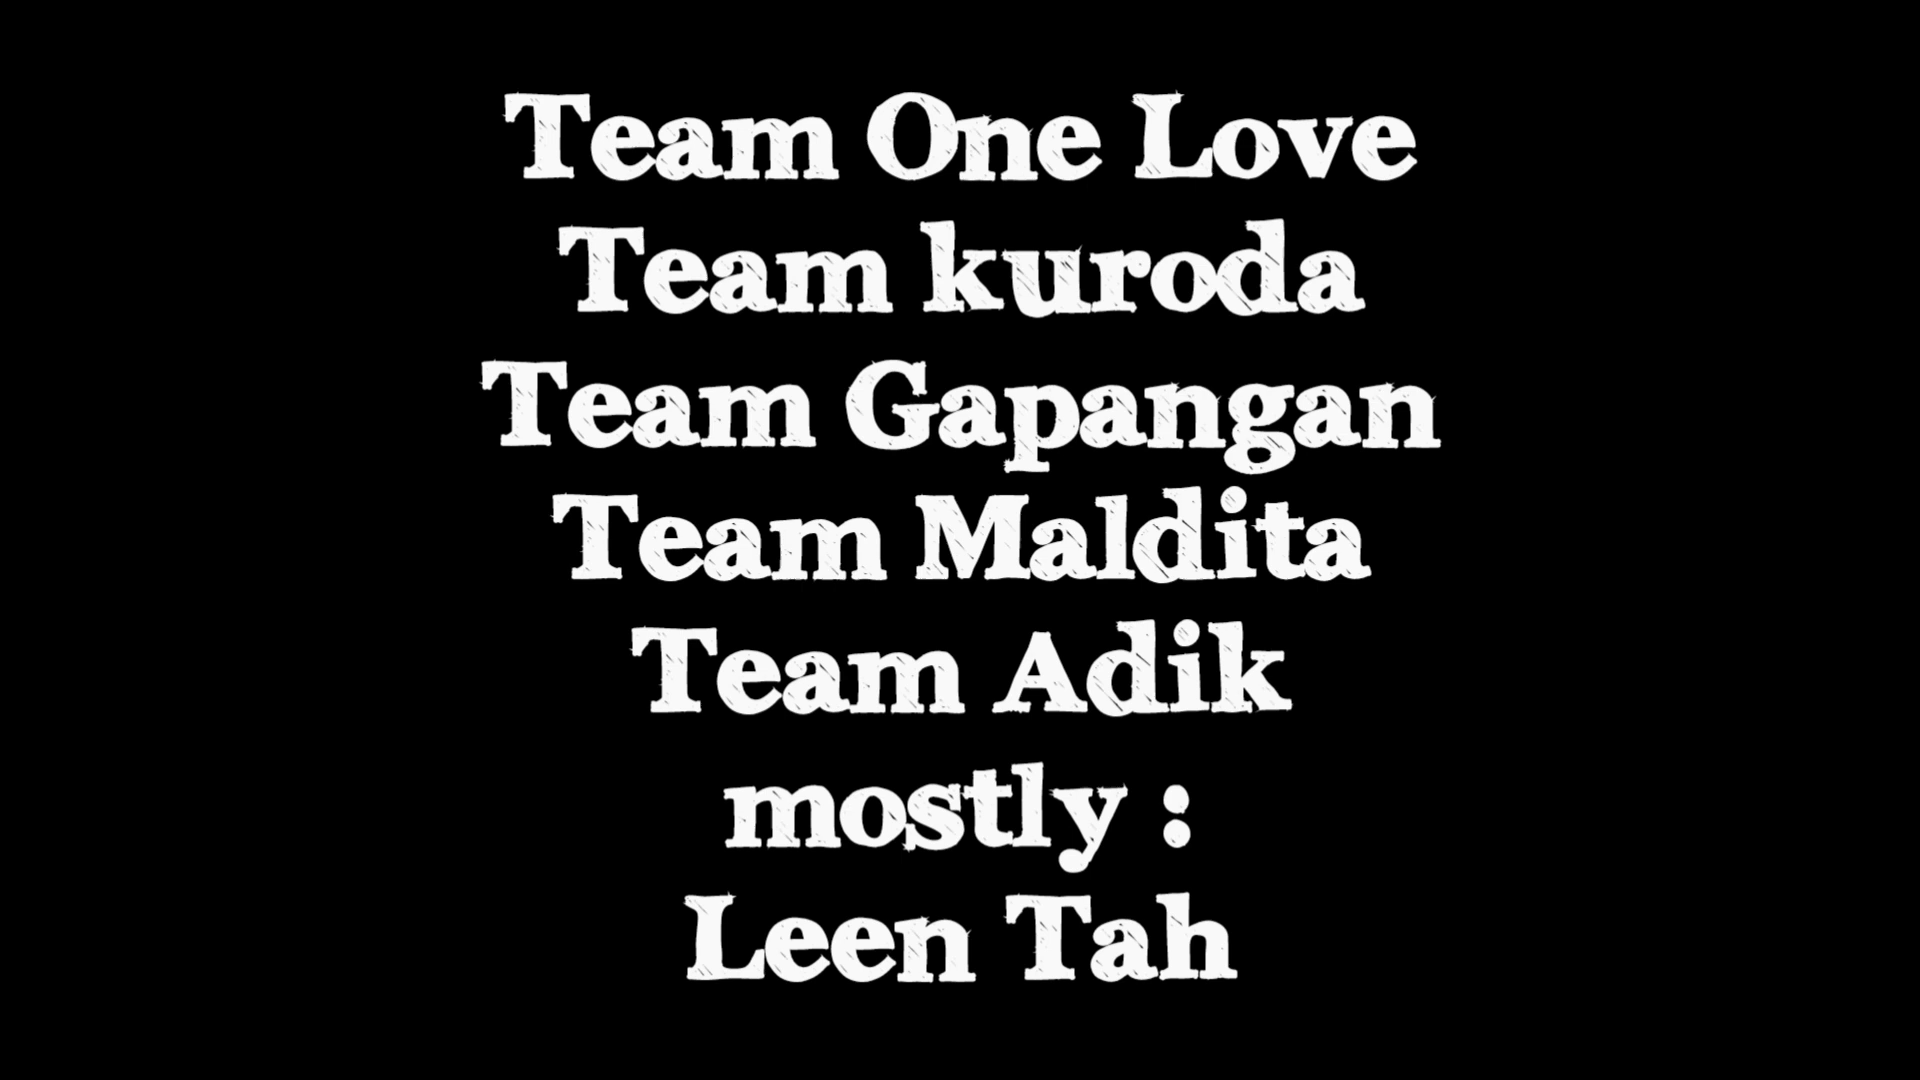 Team One Love
Team kuroda
Team Gapangan
Team Maldita
Team Adik
mostly :
Leen Tah